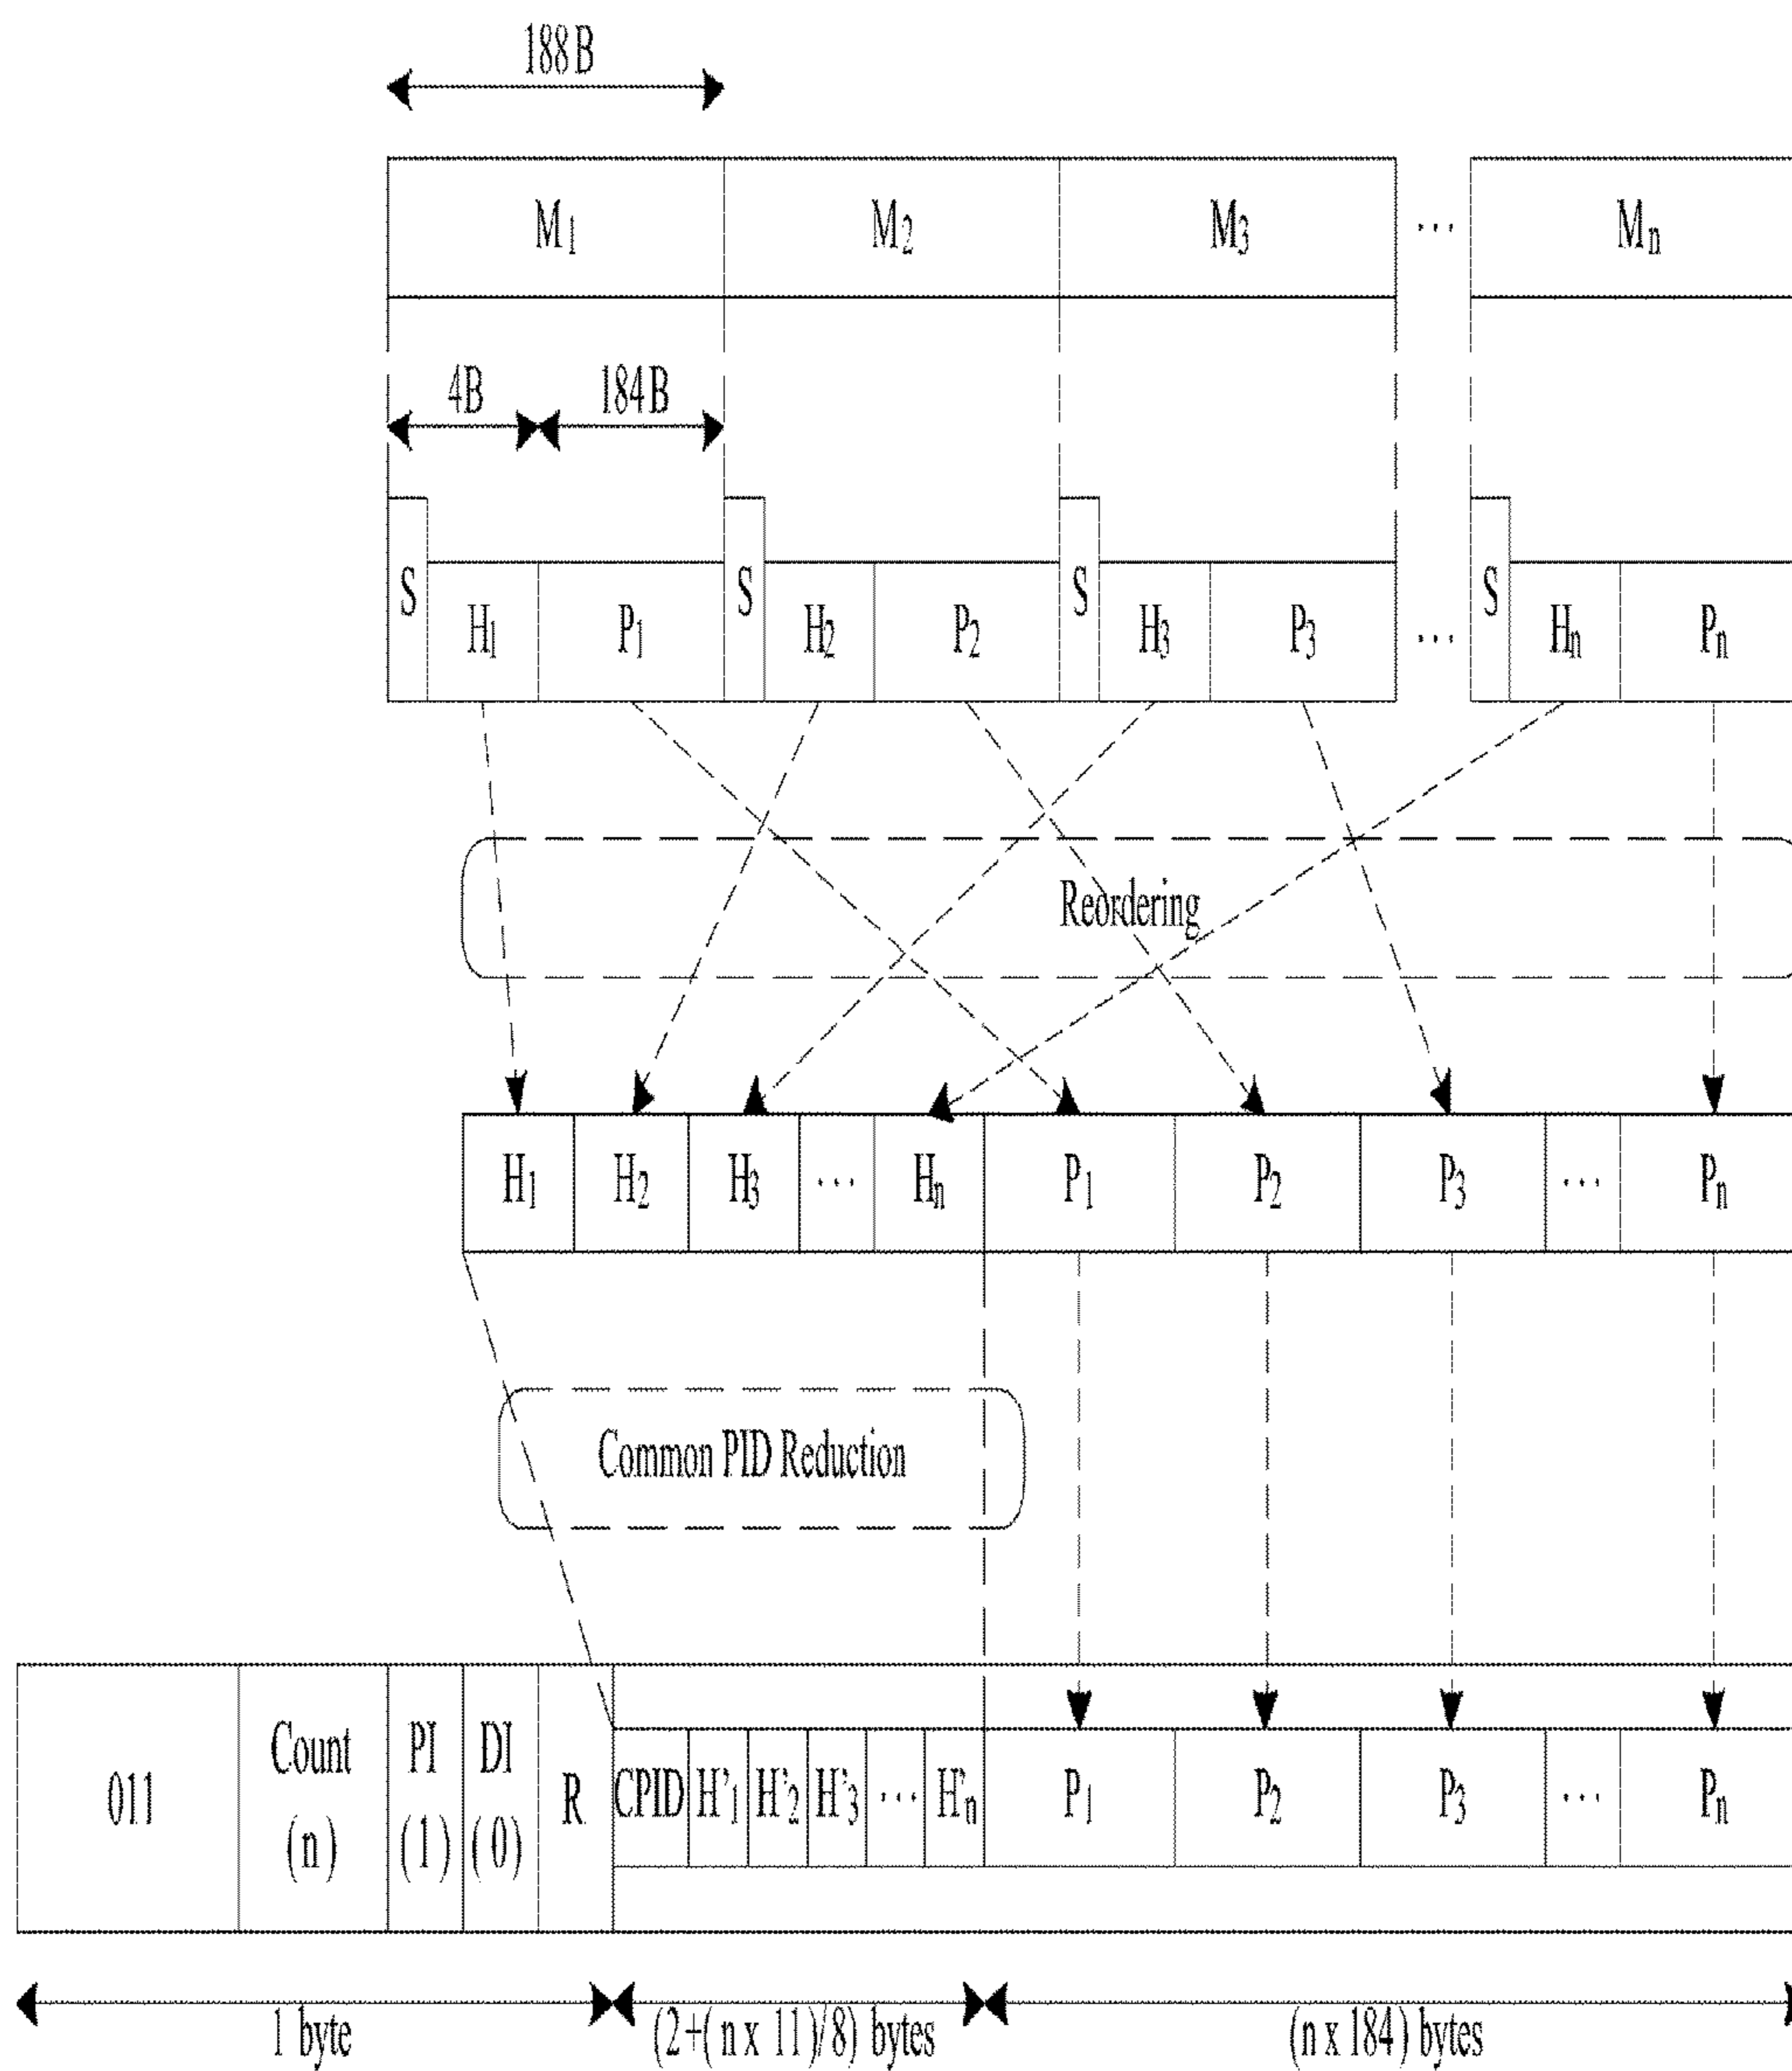 188B
M1 M2 M3 ... Mn
4B 184B
S H1 P1 S H2 P2 S H3 P3 ... S Hn Pn
Reordering
H1 H2 H3 ... Hn P1 P2 P3 ... Pn
Common PID Reduction
011 Count (n) PI (1) DI (0) R CPID H'1 H'2 H'3 ... H'n P1 P2 P3 ... Pn
1 byte (2+(n x 11)/8) bytes (n x 184) bytes